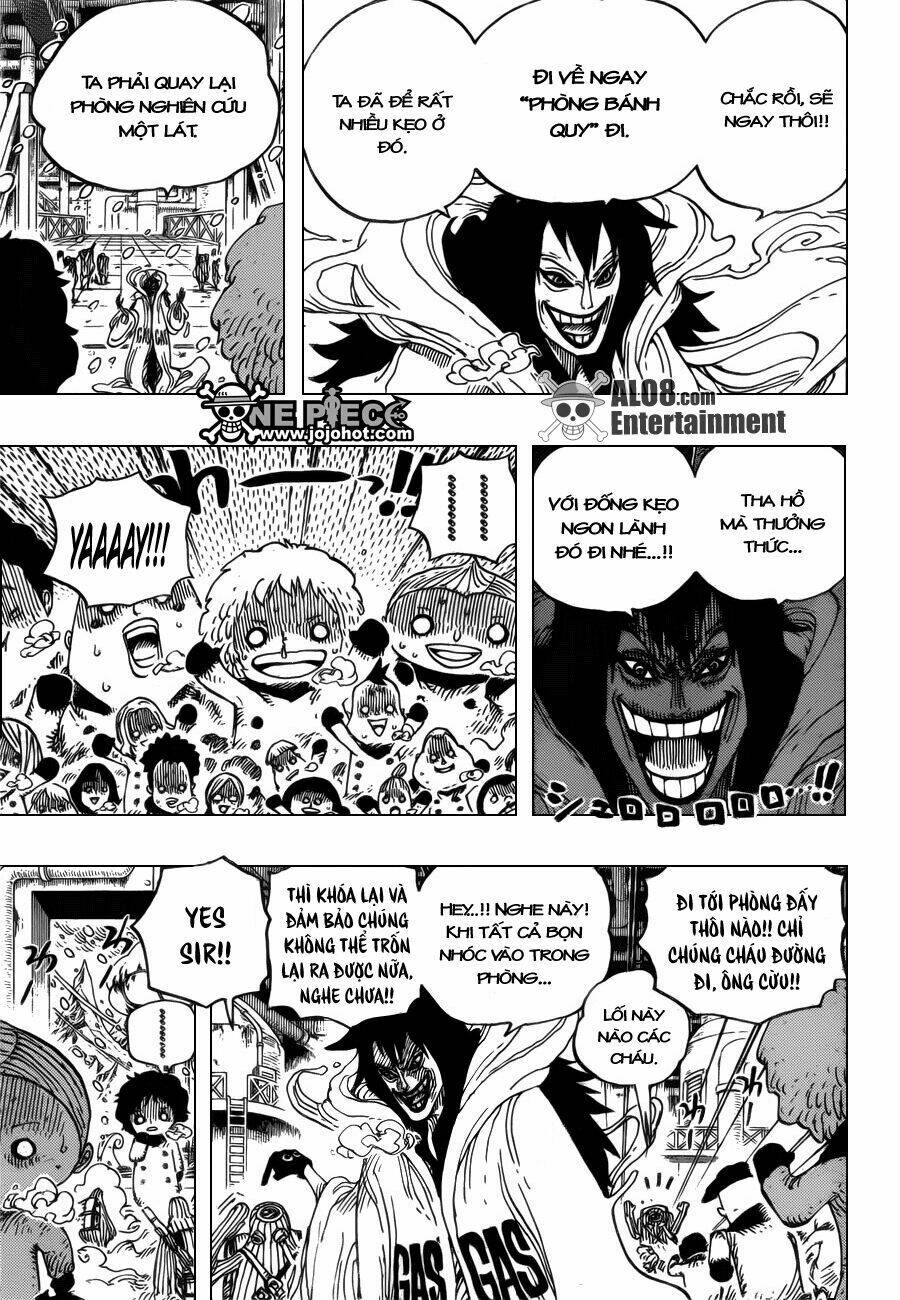 CHẮC RỒI, SẼ
NGAY THÔI!!
ĐI VỀ NGAY
“PHÒNG BÁNH
QUY” ĐI.
TA ĐÃ ĐỂ RẤT
NHIỀU KẸO Ở
ĐÓ.
TA PHẢI QUAY LẠI
PHÒNG NGHIÊN CỨU
MỘT LÁT.
ONE PIECE
www.jojohot.com
ALO8.com
Entertainment
THA HỒ
MÀ THƯỞNG
THỨC...
VỚI ĐỐNG KẸO
NGON LÀNH
ĐÓ ĐI NHÉ...!!
YAAAAY!!!
ĐI TỚI PHÒNG ĐẤY
THÔI NÀO!! CHỈ
CHÚNG CHÁU ĐƯỜNG
ĐI, ÔNG CỪU!!
LỐI NÀY
NÀO CÁC
CHÁU.
HEY...!! NGHE NÀY!
KHI TẤT CẢ BỌN
NHÓC VÀO TRONG
PHÒNG...
THÌ KHÓA LẠI VÀ
ĐẢM BẢO CHÚNG
KHÔNG THỂ TRỐN
LẠI RA ĐƯỢC NỮA,
NGHE CHƯA!!
YES
SIR!!
GAS
GAS